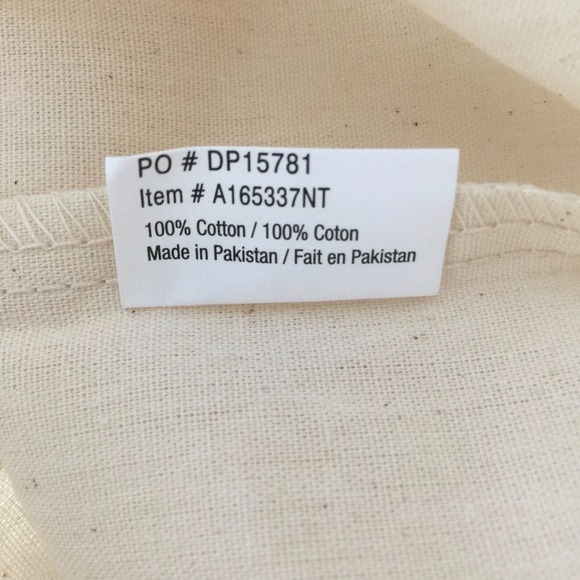 PO # DP15781
Item # A165337NT
100% Cotton / 100% Coton
Made in Pakistan / Fait en Pakistan